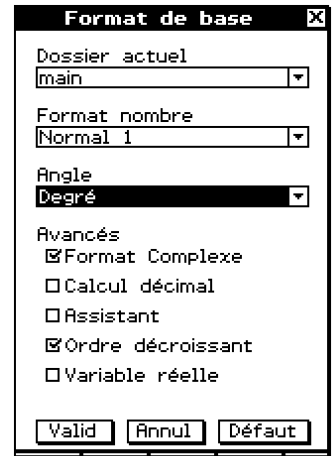 Format de base
Dossier actuel
main
Format nombre
Normal 1
Angle
Degré
Avancés
Format Complexe
Calcul décimal
Assistant
Ordre décroissant
Variable réelle
Valid Annul Défaut